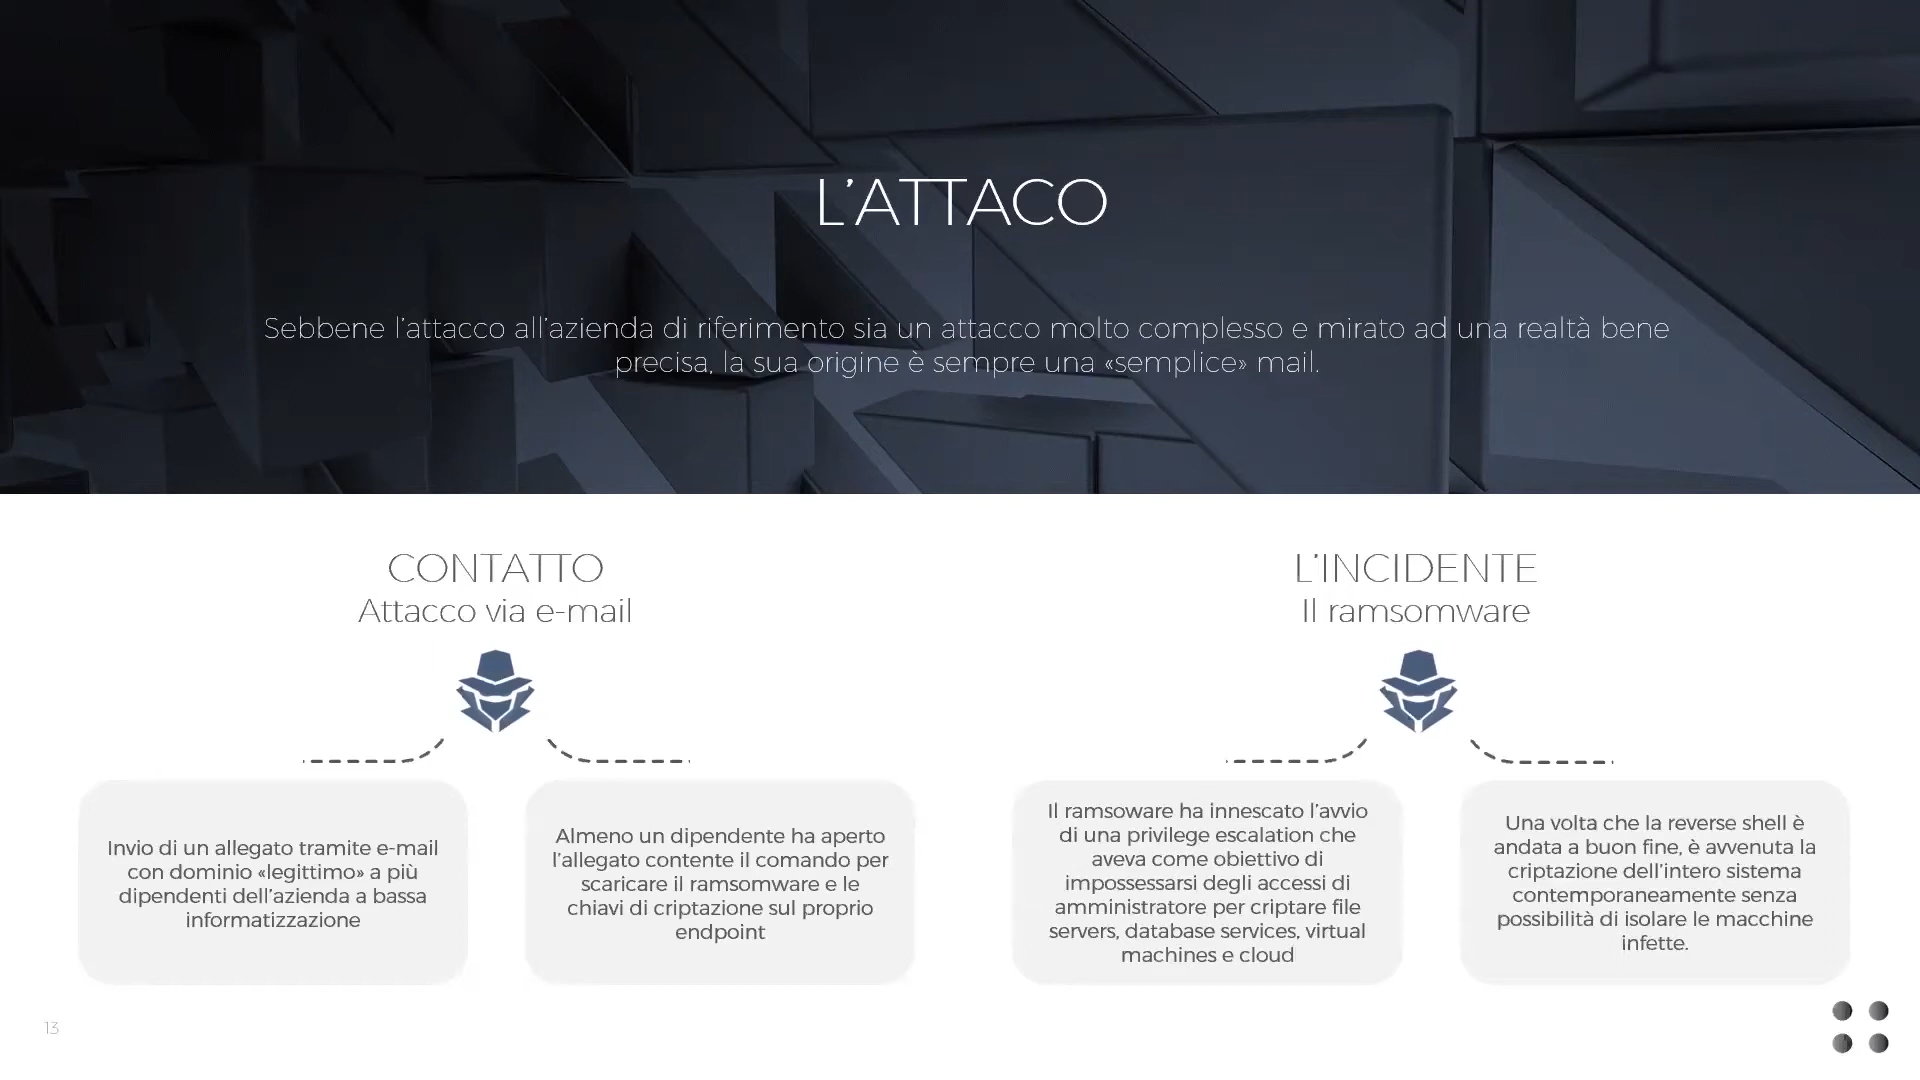 L’ATTACO
Sebbene l’attacco all’azienda di riferimento sia un attacco molto complesso e mirato ad una realtà bene
precisa, la sua origine è sempre una «semplice» mail.
CONTATTO
Attacco via e-mail
Invio di un allegato tramite e-mail
con dominio «legittimo» a più
dipendenti dell’azienda a bassa
informatizzazione
Almeno un dipendente ha aperto
l’allegato contente il comando per
scaricare il ramsomware e le
chiavi di criptazione sul proprio
endpoint
L’INCIDENTE
Il ramsomware
Il ramsoware ha innescato l’avvio
di una privilege escalation che
aveva come obiettivo di
impossessarsi degli accessi di
amministratore per criptare file
servers, database services, virtual
machines e cloud
Una volta che la reverse shell è
andata a buon fine, è avvenuta la
criptazione dell’intero sistema
contemporaneamente senza
possibilità di isolare le macchine
infette.
13